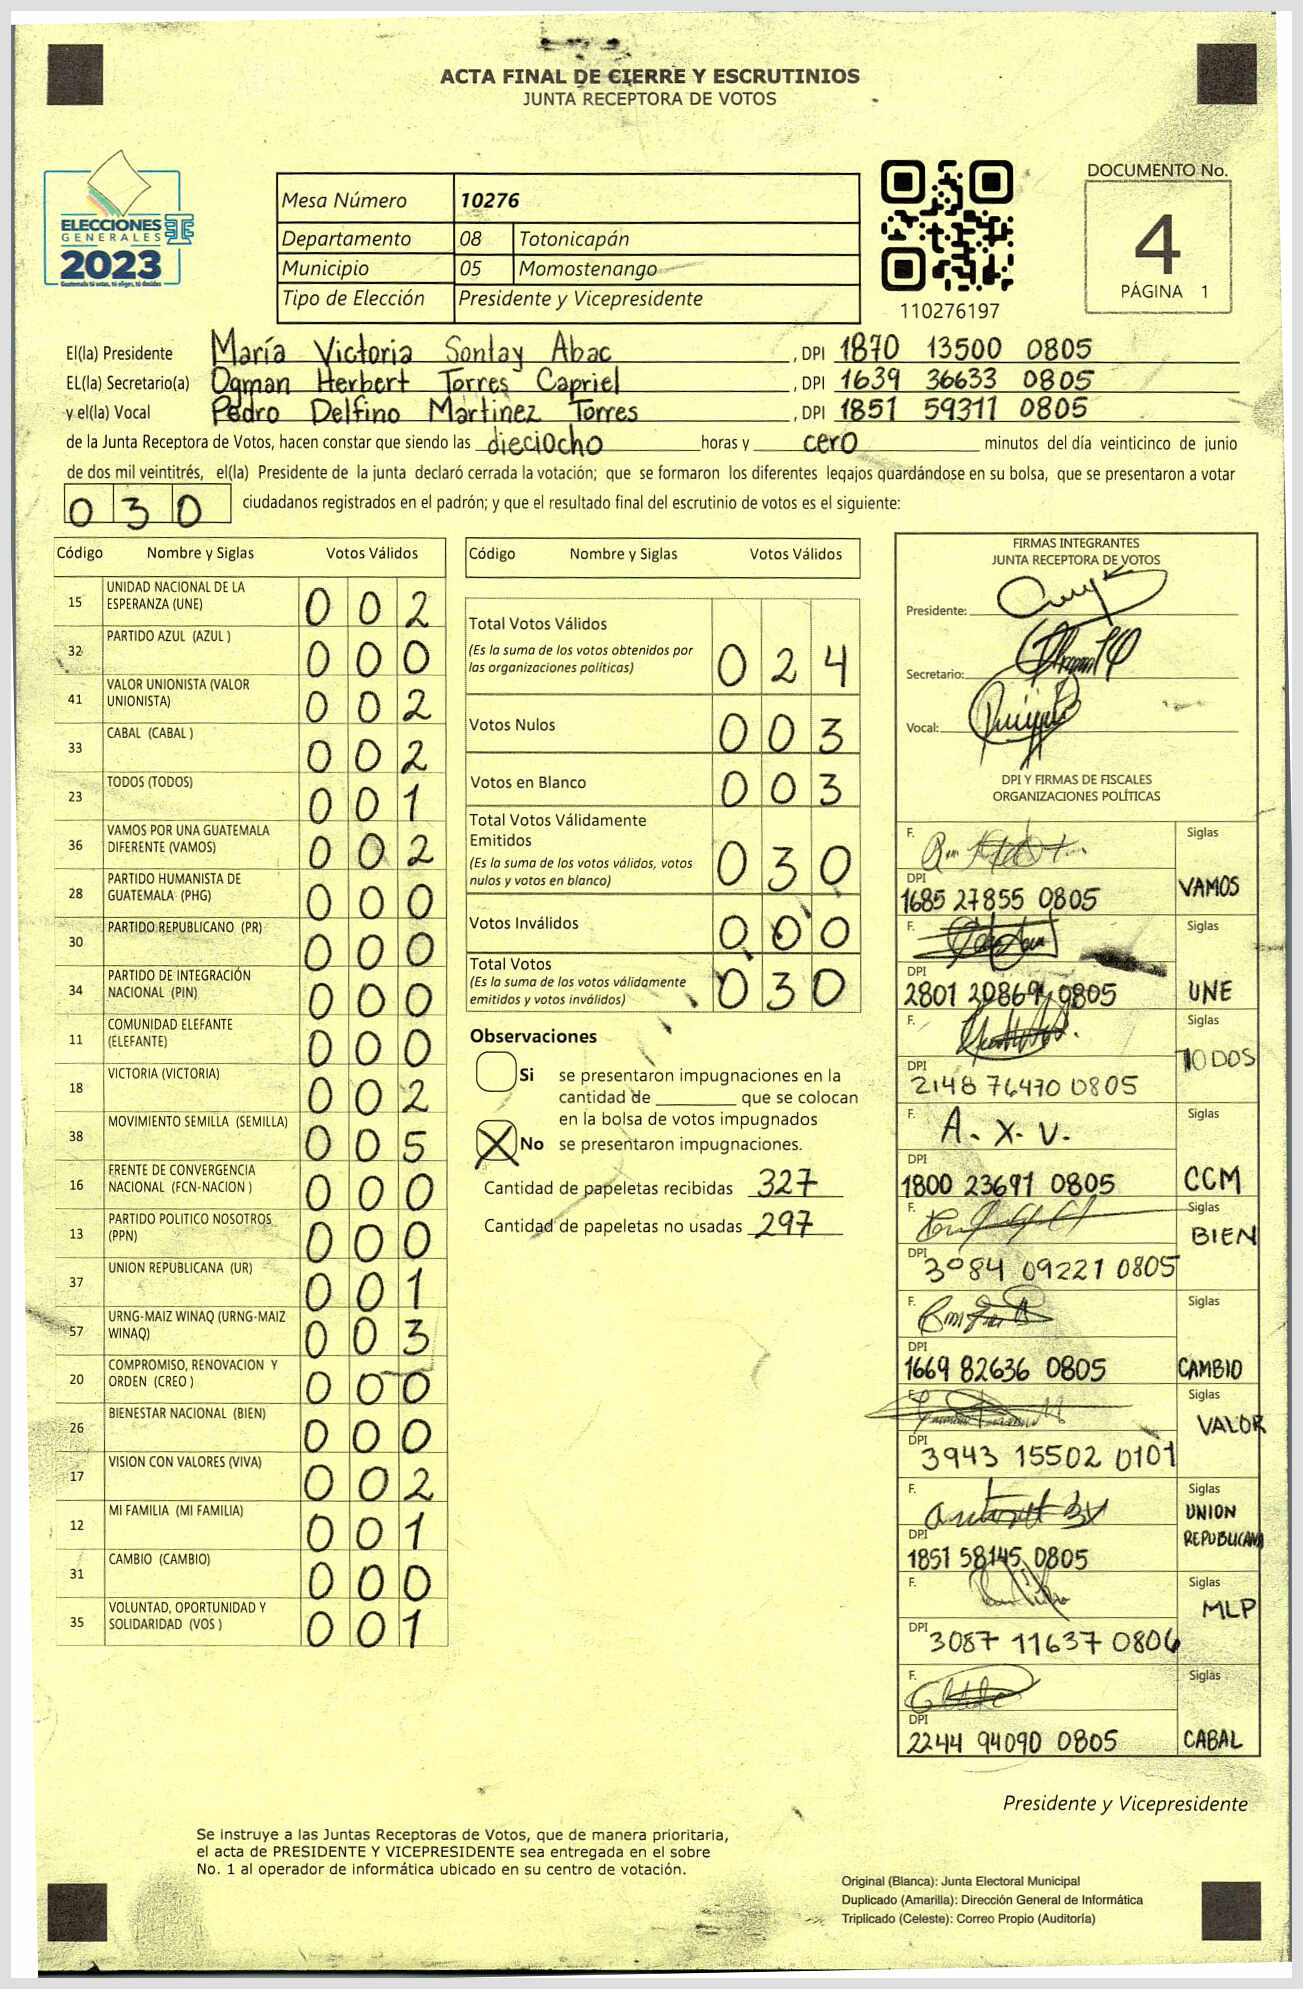 ACTA FINAL DE CIERRE Y ESCRUTINIOS
JUNTA RECEPTORA DE VOTOS
ELECCIONES
GENERALES
2023
Guatemala tú votas, tú eliges, tú decides
Mesa Número 10276
Departamento 08 Totonicapán
Municipio 05 Momostenango
Tipo de Elección Presidente y Vicepresidente
110276197
DOCUMENTO No.
4
PÁGINA 1
El(la) Presidente María Victoria Sontay Abac , DPI 1870 13500 0805
EL(la) Secretario(a) Ogman Herbert Torres Capriel , DPI 1639 36633 0805
y el(la) Vocal Pedro Delfino Martinez Torres , DPI 1851 59311 0805
de la Junta Receptora de Votos, hacen constar que siendo las dieciocho horas y cero minutos del día veinticinco de junio
de dos mil veintitrés, el(la) Presidente de la junta declaró cerrada la votación; que se formaron los diferentes legajos guardándose en su bolsa, que se presentaron a votar
030 ciudadanos registrados en el padrón; y que el resultado final del escrutinio de votos es el siguiente:
Código Nombre y Siglas Votos Válidos
15 UNIDAD NACIONAL DE LA ESPERANZA (UNE) 0 0 2
32 PARTIDO AZUL (AZUL ) 0 0 0
41 VALOR UNIONISTA (VALOR UNIONISTA) 0 0 2
33 CABAL (CABAL ) 0 0 2
23 TODOS (TODOS) 0 0 1
36 VAMOS POR UNA GUATEMALA DIFERENTE (VAMOS) 0 0 2
28 PARTIDO HUMANISTA DE GUATEMALA (PHG) 0 0 0
30 PARTIDO REPUBLICANO (PR) 0 0 0
34 PARTIDO DE INTEGRACIÓN NACIONAL (PIN) 0 0 0
11 COMUNIDAD ELEFANTE (ELEFANTE) 0 0 0
18 VICTORIA (VICTORIA) 0 0 2
38 MOVIMIENTO SEMILLA (SEMILLA) 0 0 5
16 FRENTE DE CONVERGENCIA NACIONAL (FCN-NACION ) 0 0 0
13 PARTIDO POLITICO NOSOTROS (PPN) 0 0 0
37 UNION REPUBLICANA (UR) 0 0 1
57 URNG-MAIZ WINAQ (URNG-MAIZ WINAQ) 0 0 3
20 COMPROMISO, RENOVACION Y ORDEN (CREO ) 0 0 0
26 BIENESTAR NACIONAL (BIEN) 0 0 0
17 VISION CON VALORES (VIVA) 0 0 2
12 MI FAMILIA (MI FAMILIA) 0 0 1
31 CAMBIO (CAMBIO) 0 0 0
35 VOLUNTAD, OPORTUNIDAD Y SOLIDARIDAD (VOS ) 0 0 1
Código Nombre y Siglas Votos Válidos
Total Votos Válidos
(Es la suma de los votos obtenidos por
las organizaciones políticas) 0 2 4
Votos Nulos 0 0 3
Votos en Blanco 0 0 3
Total Votos Válidamente
Emitidos
(Es la suma de los votos válidos, votos
nulos y votos en blanco) 0 3 0
Votos Inválidos 0 0 0
Total Votos
(Es la suma de los votos válidamente
emitidos y votos inválidos) 0 3 0
Observaciones
Si se presentaron impugnaciones en la
cantidad de ________ que se colocan
en la bolsa de votos impugnados
X No se presentaron impugnaciones.
Cantidad de papeletas recibidas 327
Cantidad de papeletas no usadas 297
FIRMAS INTEGRANTES
JUNTA RECEPTORA DE VOTOS
Presidente:
Secretario:
Vocal:
DPI Y FIRMAS DE FISCALES
ORGANIZACIONES POLÍTICAS
F. Siglas
DPI
1685 27855 0805 VAMOS
F. Siglas
DPI
2801 20869 0805 UNE
F. Siglas
TODOS
DPI
2148 76470 0805
F. A. X. V. Siglas
DPI
1800 23691 0805 CCM
F. Siglas
BIEN
DPI
3084 09221 0805
F. Siglas
DPI
1669 82636 0805 CAMBIO
F. Siglas
VALOR
DPI
3943 15502 0101
F. Siglas
UNION
REPUBLICANA
DPI
1851 58145 0805
F. Siglas
MLP
DPI 3087 11637 0806
F. Siglas
DPI
2244 94090 0805 CABAL
Presidente y Vicepresidente
Se instruye a las Juntas Receptoras de Votos, que de manera prioritaria,
el acta de PRESIDENTE Y VICEPRESIDENTE sea entregada en el sobre
No. 1 al operador de informática ubicado en su centro de votación.
Original (Blanca): Junta Electoral Municipal
Duplicado (Amarilla): Dirección General de Informática
Triplicado (Celeste): Correo Propio (Auditoría)